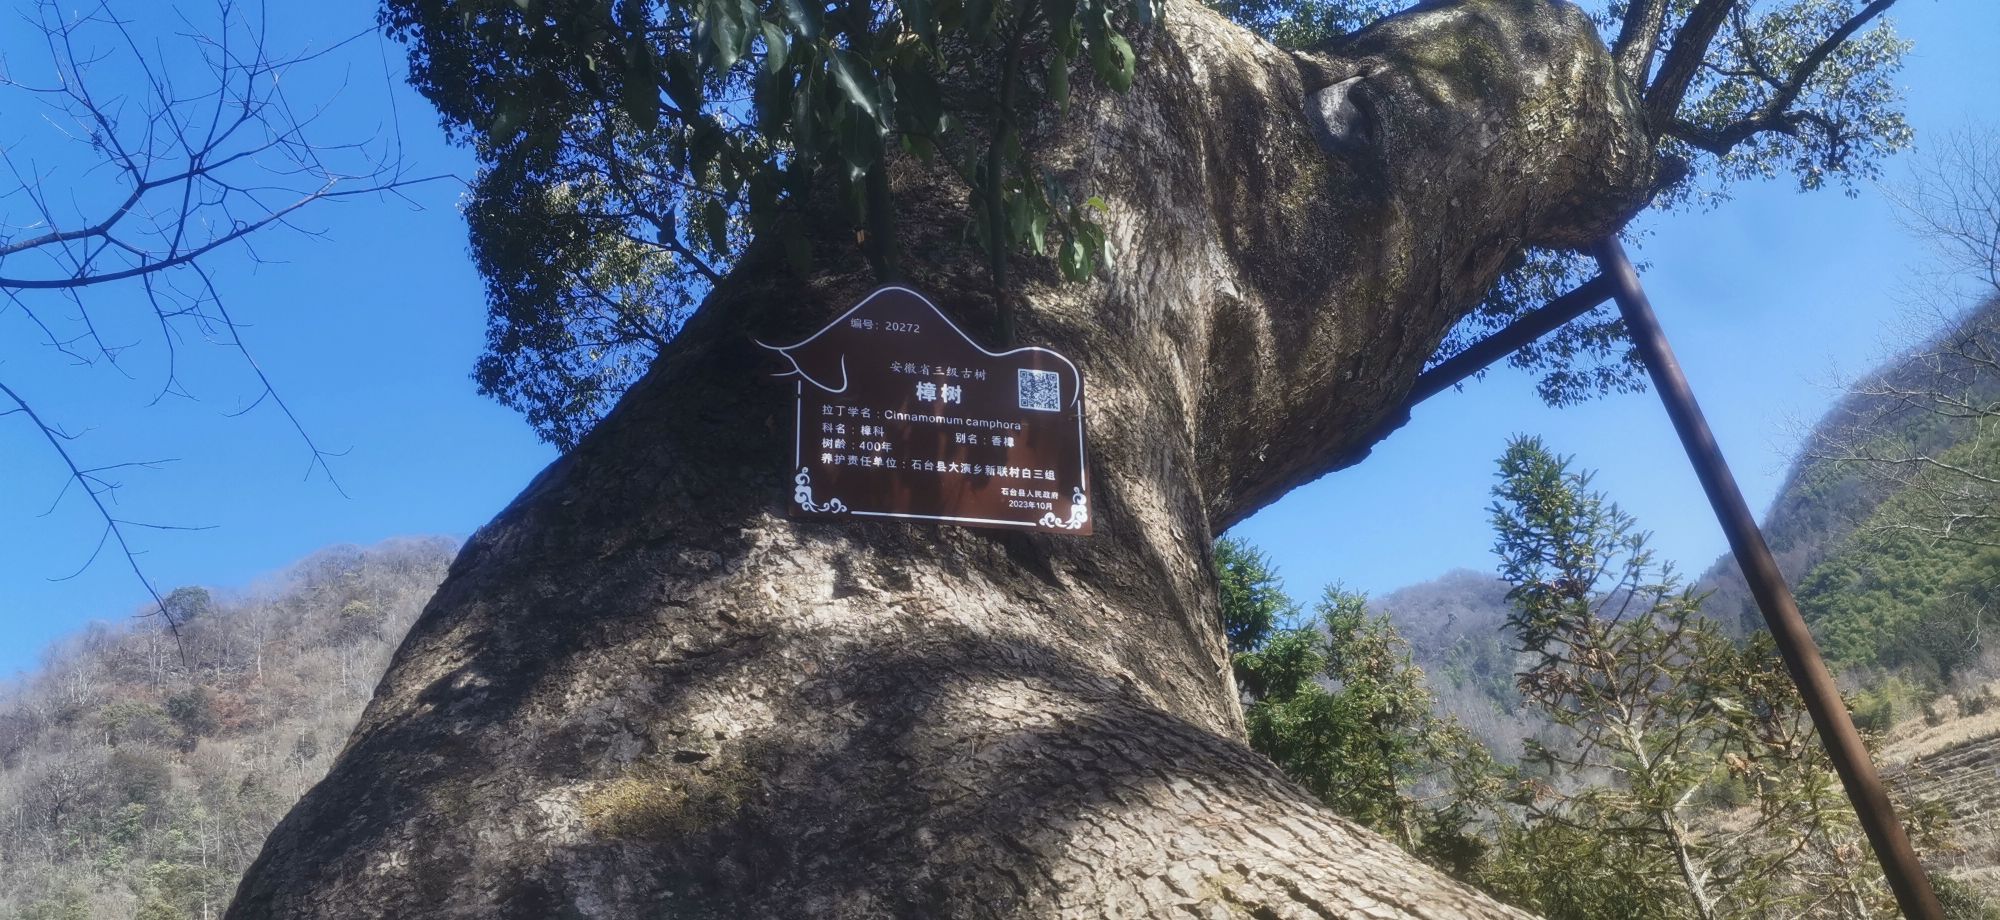 编号：20272
安徽省三级古树
樟树
拉丁学名：Cinnamomum camphora
科名：樟科 别名：香樟
树龄：400年
养护责任单位：石台县大演乡新联村白三组
石台县人民政府
2023年10月